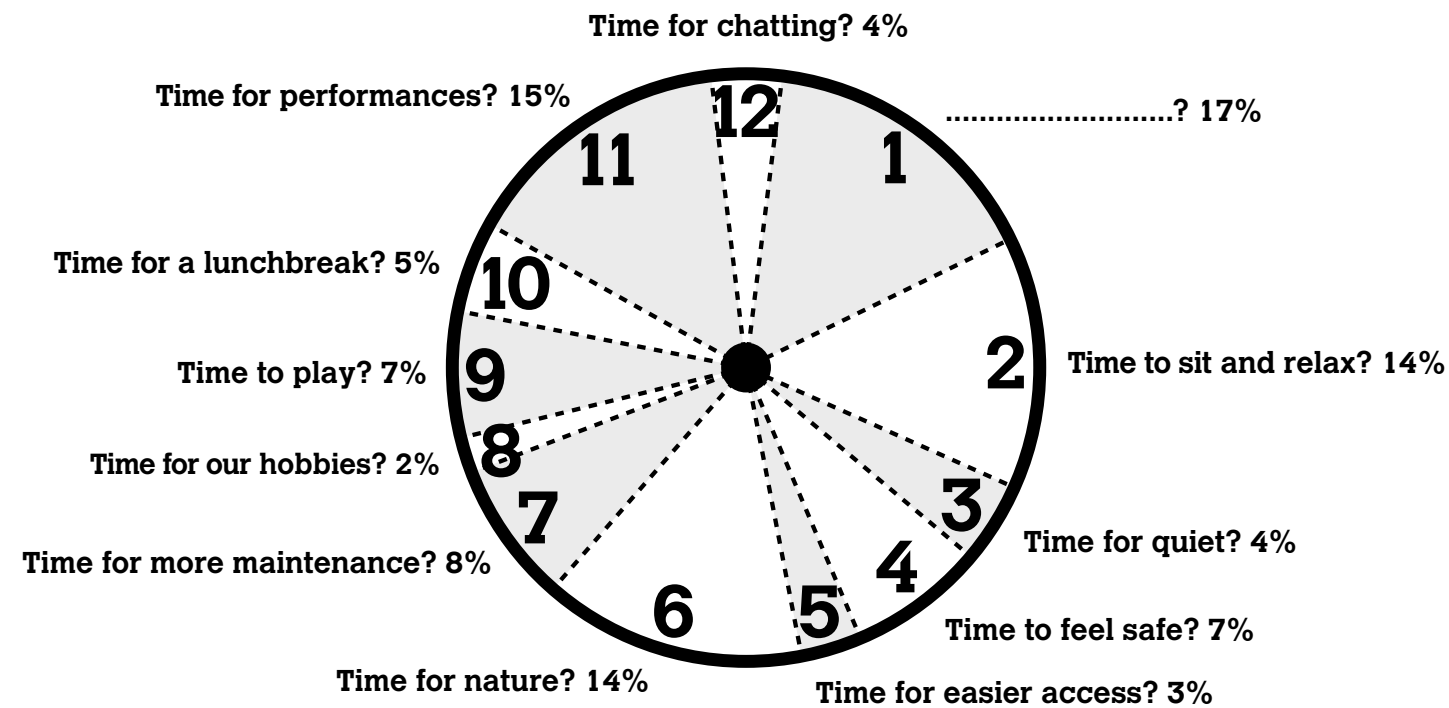 Time for chatting? 4%
Time for performances? 15%
...........................? 17%
12
11
1
Time for a lunchbreak? 5%
10
Time to play? 7%
9
2
Time to sit and relax? 14%
Time for our hobbies? 2%
8
7
3
Time for quiet? 4%
Time for more maintenance? 8%
4
6
5
Time to feel safe? 7%
Time for nature? 14%
Time for easier access? 3%